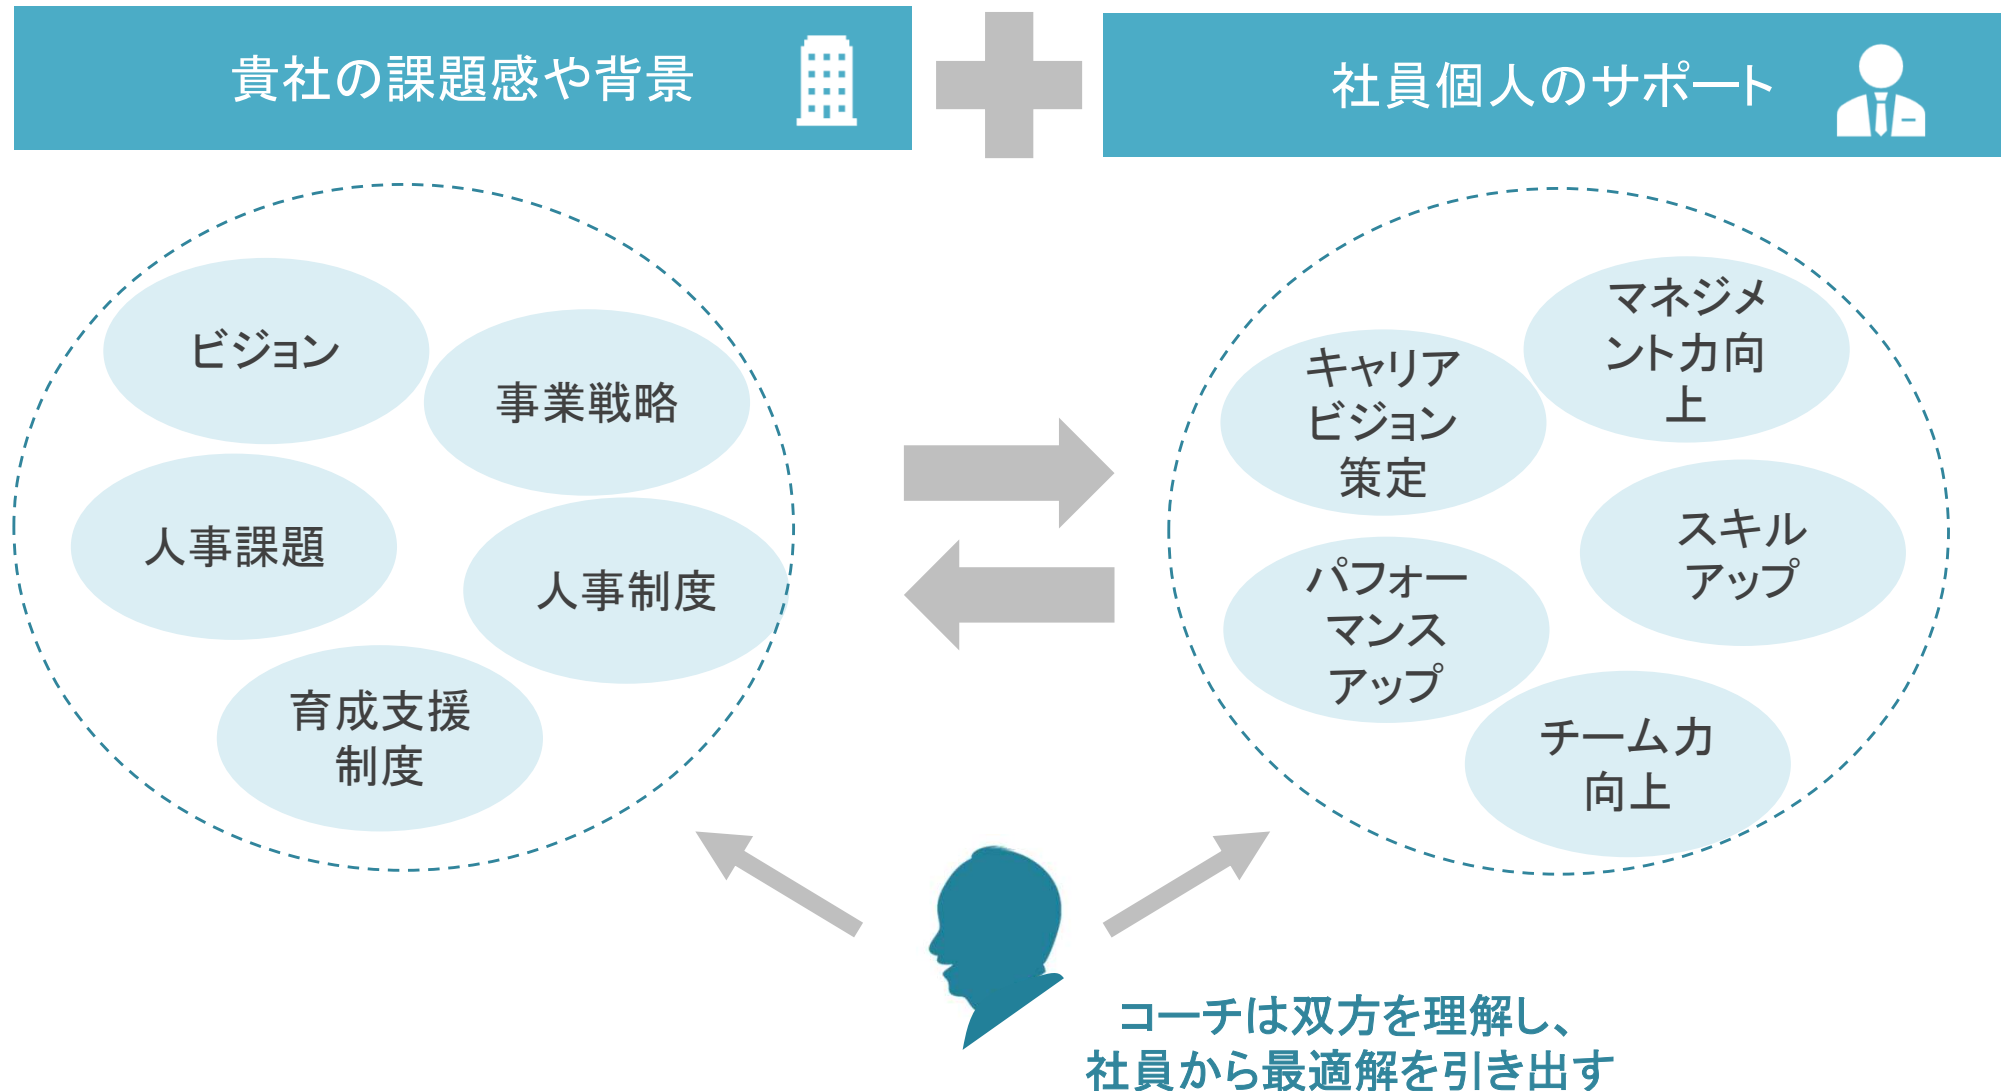 貴社の課題感や背景
社員個人のサポート
ビジョン
事業戦略
人事課題
人事制度
育成支援
制度
マネジメ
ント力向
上
キャリア
ビジョン
策定
スキル
アップ
パフォー
マンス
アップ
チーム力
向上
コーチは双方を理解し、
社員から最適解を引き出す